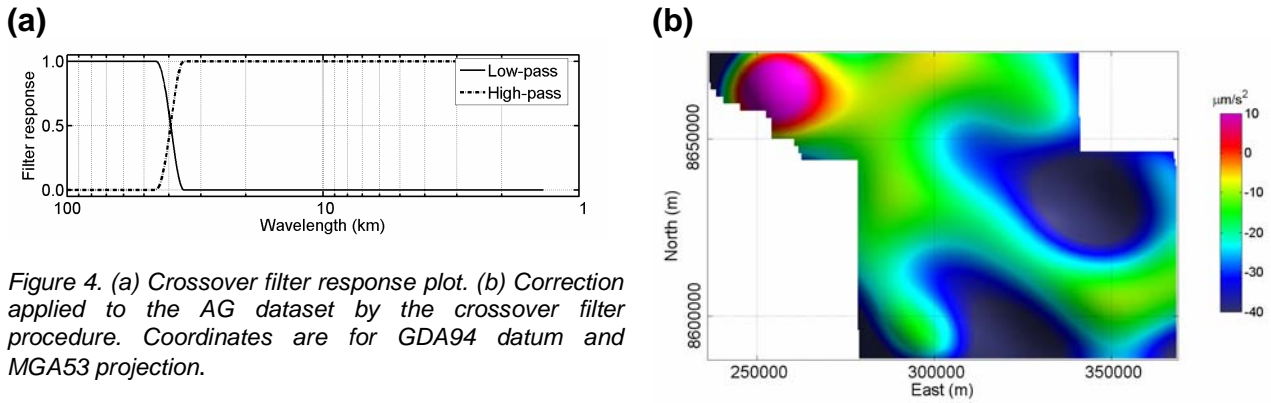 (a)
1.0
0.5
0.0
Filter response
Low-pass
High-pass
100
10
1
Wavelength (km)
Figure 4. (a) Crossover filter response plot. (b) Correction
applied to the AG dataset by the crossover filter
procedure. Coordinates are for GDA94 datum and
MGA53 projection.
(b)
8650000
8600000
North (m)
250000
300000
350000
East (m)
μm/s²
10
0
-10
-20
-30
-40